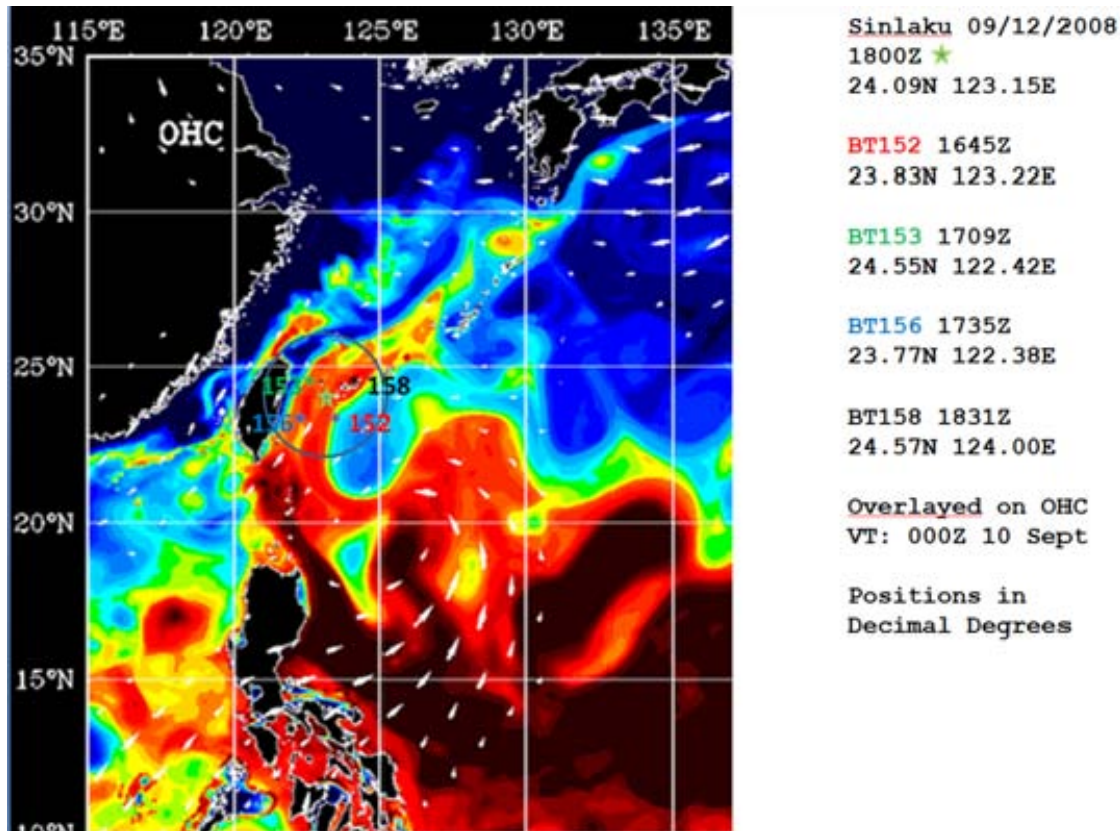 115°E 120°E 125°E 130°E 135°E
35°N
OHC
30°N
25°N
153* 158
156* 152
20°N
15°N
10°N
Sinlaku 09/12/2008
1800Z
24.09N 123.15E
BT152 1645Z
23.83N 123.22E
BT153 1709Z
24.55N 122.42E
BT156 1735Z
23.77N 122.38E
BT158 1831Z
24.57N 124.00E
Overlayed on OHC
VT: 000Z 10 Sept
Positions in
Decimal Degrees